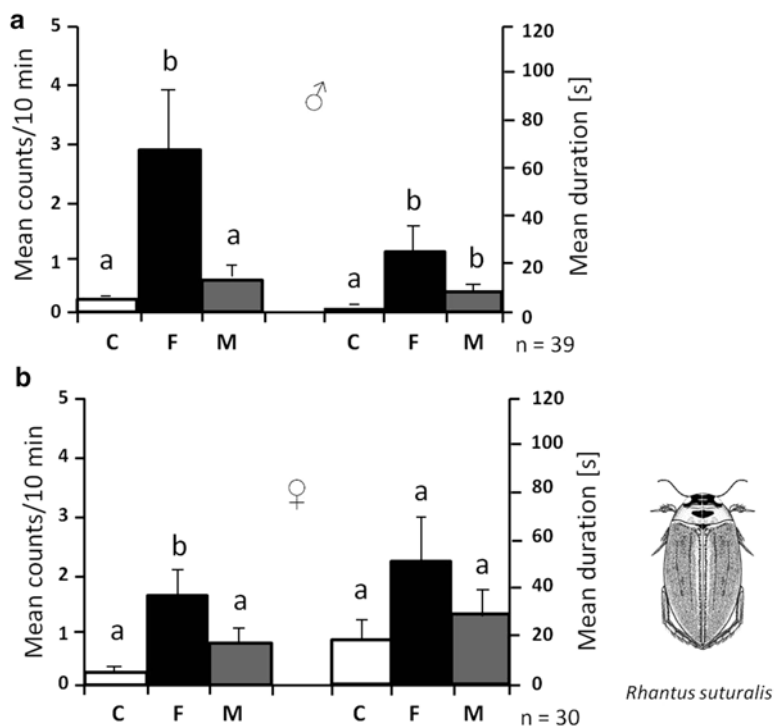 a
Mean counts/10 min
5
4
3
2
1
0
a b a
a b b
♂
120
100
80
60
40
20
0
Mean duration [s]
C F M C F M n = 39
b
Mean counts/10 min
5
4
3
2
1
0
a b a
a a a
♀
120
100
80
60
40
20
0
Mean duration [s]
C F M C F M n = 30
Rhantus suturalis